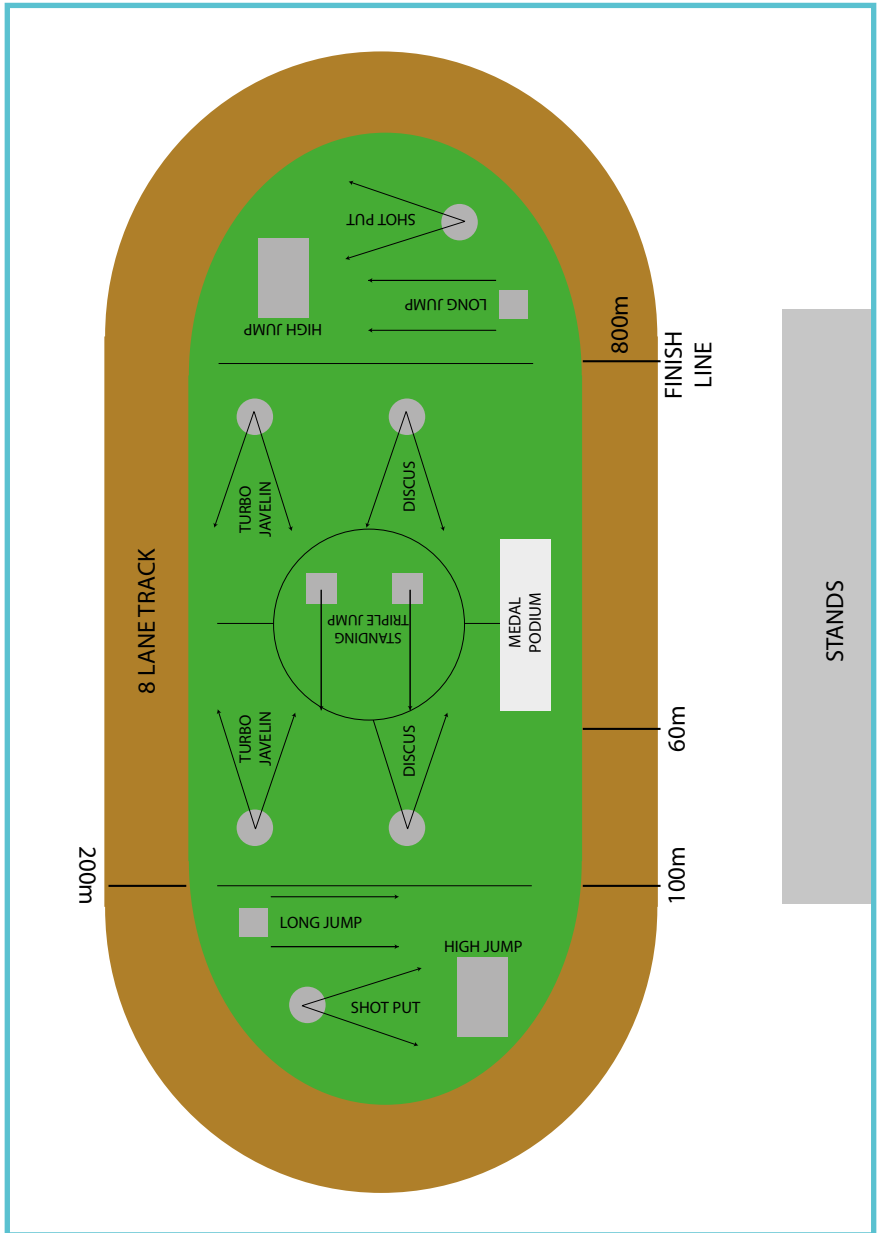 SHOT PUT
LONG JUMP
HIGH JUMP
800m
FINISH
LINE
TURBO
JAVELIN
DISCUS
8 LANE TRACK
STANDING
TRIPLE JUMP
MEDAL
PODIUM
STANDS
TURBO
JAVELIN
DISCUS
60m
200m
100m
LONG JUMP
HIGH JUMP
SHOT PUT